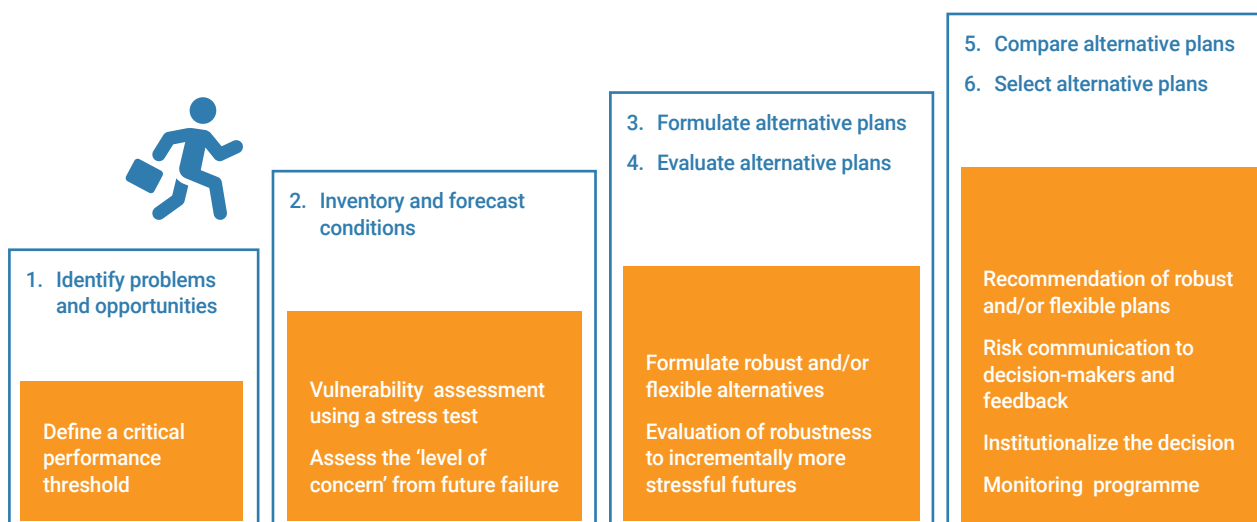 1. Identify problems
and opportunities
Define a critical
performance
threshold
2. Inventory and forecast
conditions
Vulnerability assessment
using a stress test
Assess the ‘level of
concern’ from future failure
3. Formulate alternative plans
4. Evaluate alternative plans
Formulate robust and/or
flexible alternatives
Evaluation of robustness
to incrementally more
stressful futures
5. Compare alternative plans
6. Select alternative plans
Recommendation of robust
and/or flexible plans
Risk communication to
decision-makers and
feedback
Institutionalize the decision
Monitoring programme